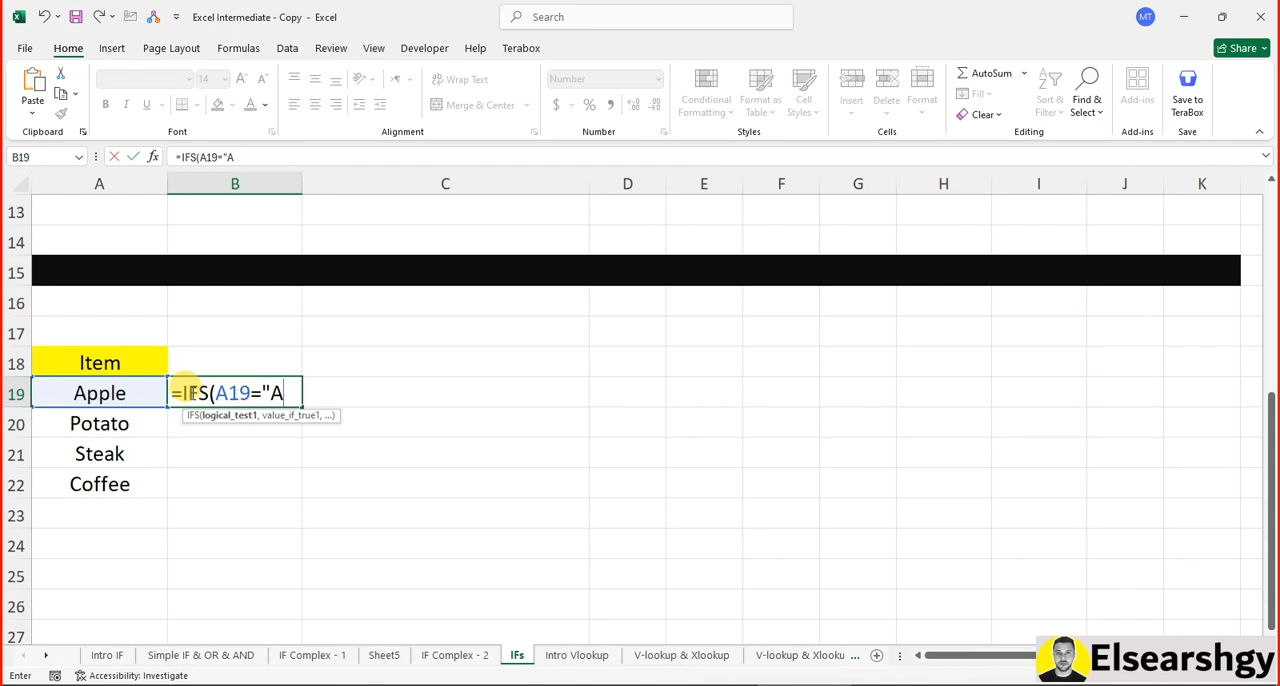 Excel Intermediate - Copy - Excel
Search
MT
File Home Insert Page Layout Formulas Data Review View Developer Help Terabox
Share
Paste
14
A A
B I U A
Wrap Text
Merge & Center
Number
$ % 9
Conditional Formatting
Format as Table
Cell Styles
Insert
Delete
Format
AutoSum
Fill
Clear
Sort & Filter
Find & Select
Add-ins
Save to TeraBox
Clipboard Font Alignment Number Styles Cells Editing Add-ins Save
B19 fx =IFS(A19="A
A B C D E F G H I J K
13
14
15
16
17
18 Item
19 Apple =IFS(A19="A
IFS(logical_test1, value_if_true1, ...)
20 Potato
21 Steak
22 Coffee
23
24
25
26
27
Intro IF Simple IF & OR & AND IF Complex - 1 Sheet5 IF Complex - 2 IFs Intro Vlookup V-lookup & Xlookup V-lookup & Xlooku ...
Enter Accessibility: Investigate
Elsearshgy